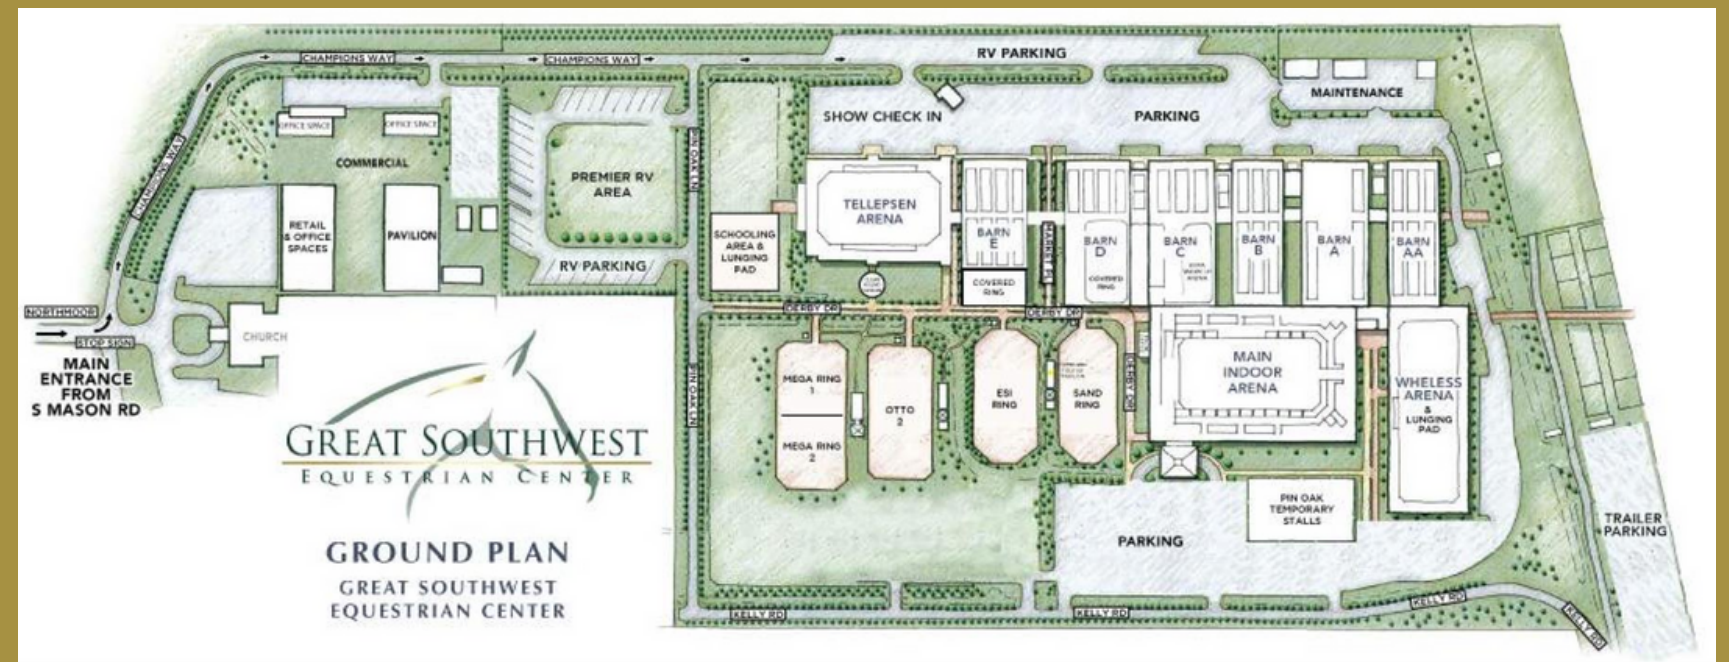 RV PARKING
CHAMPIONS WAY
CHAMPIONS WAY
MAINTENANCE
SHOW CHECK IN
PARKING
OFFICE SPACE
OFFICE SPACE
CHAMPIONS WAY
COMMERCIAL
PIN OAK LN
PREMIER RV
AREA
TELLEPSEN
ARENA
RETAIL
& OFFICE
SPACES
PAVILION
SCHOOLING
AREA &
LUNGING
PAD
BARN
E
MARKET PL
BARN
D
BARN
C
BARN
B
BARN
A
BARN
AA
RV PARKING
COVERED
RING
COVERED
RING
NORTHMOOR
STOP SIGN
DERBY DR
DERBY DR
CHURCH
MAIN
ENTRANCE
FROM
S MASON RD
MEGA RING
1
MEGA RING
2
OTTO
2
ESI
RING
SAND
RING
DERBY DR
MAIN
INDOOR
ARENA
WHELESS
ARENA
&
LUNGING
PAD
PIN OAK LN
GREAT SOUTHWEST
EQUESTRIAN CENTER
PIN OAK
TEMPORARY
STALLS
TRAILER
PARKING
PARKING
GROUND PLAN
GREAT SOUTHWEST
EQUESTRIAN CENTER
KELLY RD
KELLY RD
KELLY RD
KELLY RD